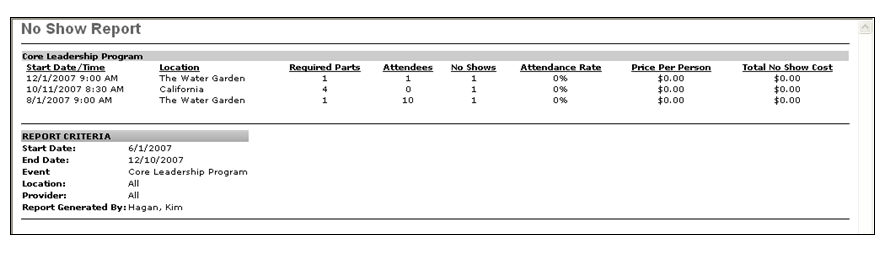 No Show Report
Core Leadership Program
Start Date/Time Location Required Parts Attendees No Shows Attendance Rate Price Per Person Total No Show Cost
12/1/2007 9:00 AM The Water Garden 1 1 1 0% $0.00 $0.00
10/11/2007 8:30 AM California 4 0 1 0% $0.00 $0.00
8/1/2007 9:00 AM The Water Garden 1 10 1 0% $0.00 $0.00
REPORT CRITERIA
Start Date: 6/1/2007
End Date: 12/10/2007
Event Core Leadership Program
Location: All
Provider: All
Report Generated By: Hagan, Kim